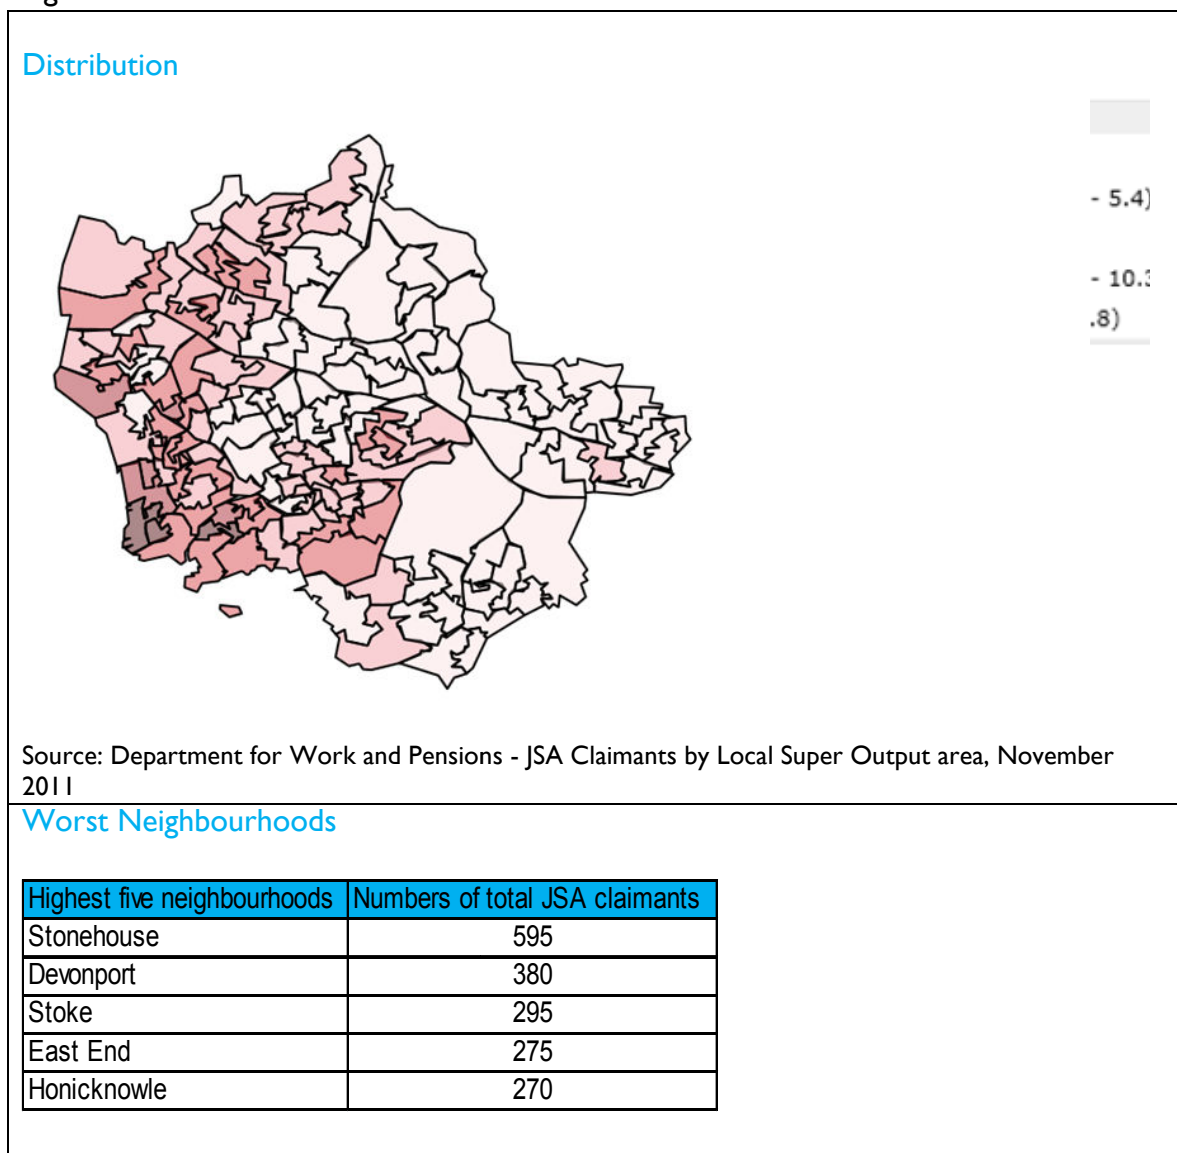 Distribution
- 5.4)
- 10.3
.8)
Source: Department for Work and Pensions - JSA Claimants by Local Super Output area, November
2011
Worst Neighbourhoods
Highest five neighbourhoods Numbers of total JSA claimants
Stonehouse 595
Devonport 380
Stoke 295
East End 275
Honicknowle 270